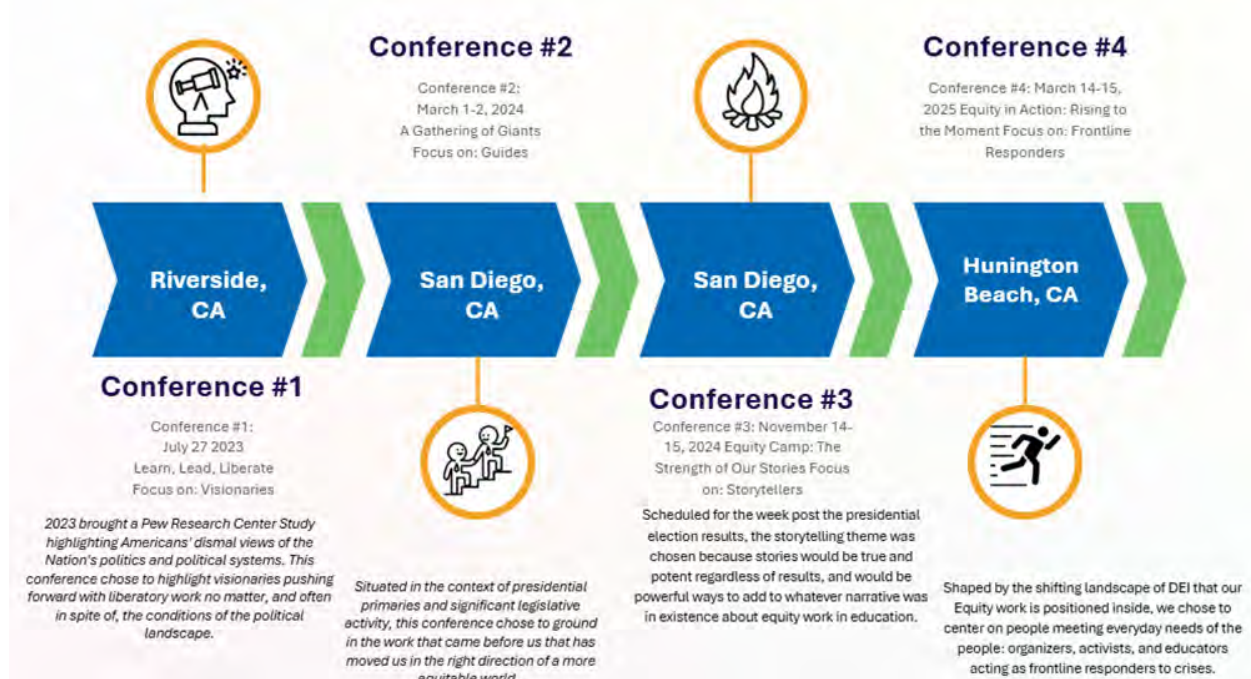 Conference #2
Conference #2:
March 1-2, 2024
A Gathering of Giants
Focus on: Guides
Conference #4
Conference #4: March 14-15,
2025 Equity in Action: Rising to
the Moment Focus on: Frontline
Responders
Riverside,
CA
San Diego,
CA
San Diego,
CA
Hunington
Beach, CA
Conference #1
Conference #1:
July 27 2023
Learn, Lead, Liberate
Focus on: Visionaries
2023 brought a Pew Research Center Study
highlighting Americans' dismal views of the
Nation's politics and political systems. This
conference chose to highlight visionaries pushing
forward with liberatory work no matter, and often
in spite of, the conditions of the political
landscape.
Situated in the context of presidential
primaries and significant legislative
activity, this conference chose to ground
in the work that came before us that has
moved us in the right direction of a more
equitable world
Conference #3
Conference #3: November 14-
15, 2024 Equity Camp: The
Strength of Our Stories Focus
on: Storytellers
Scheduled for the week post the presidential
election results, the storytelling theme was
chosen because stories would be true and
potent regardless of results, and would be
powerful ways to add to whatever narrative was
in existence about equity work in education.
Shaped by the shifting landscape of DEI that our
Equity work is positioned inside, we chose to
center on people meeting everyday needs of the
people: organizers, activists, and educators
acting as frontline responders to crises.